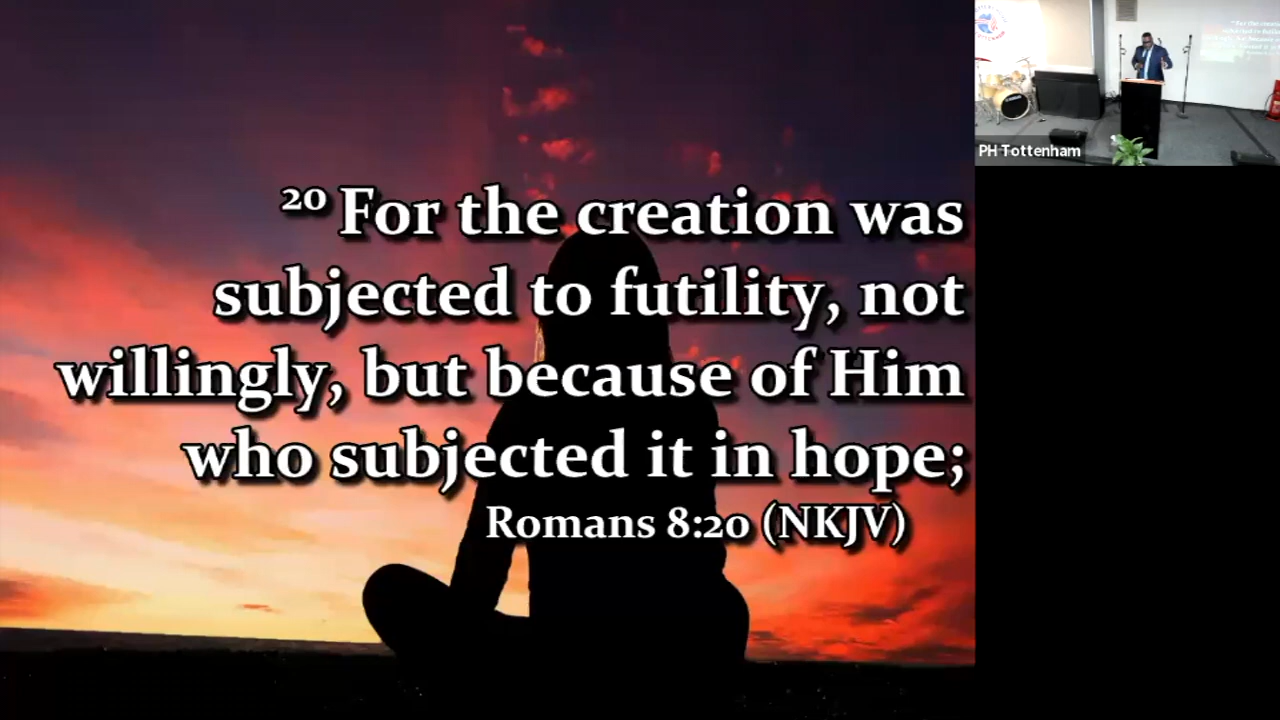 20 For the creation was
subjected to futility, not
willingly, but because of Him
who subjected it in hope;
Romans 8:20 (NKJV)
PH Tottenham